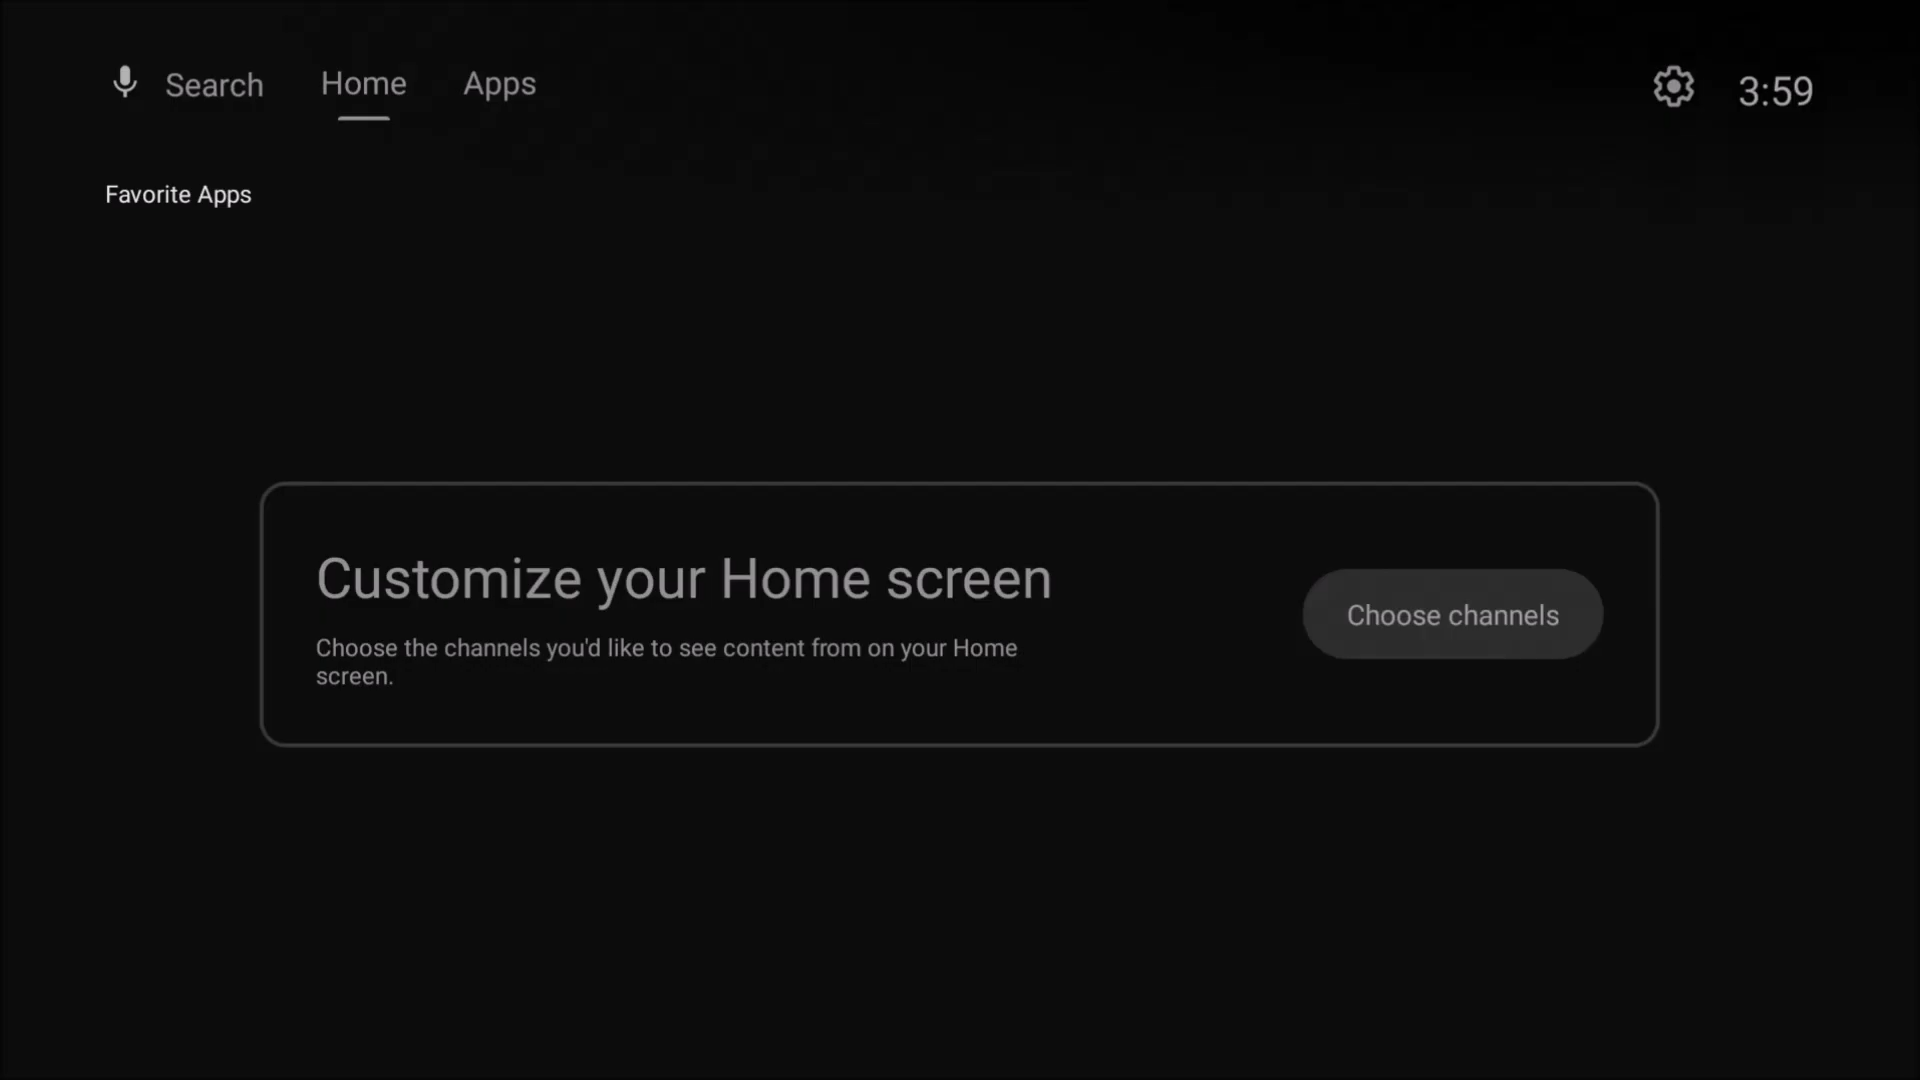 Search Home Apps 3:59
Favorite Apps
Customize your Home screen
Choose the channels you'd like to see content from on your Home
screen.
Choose channels